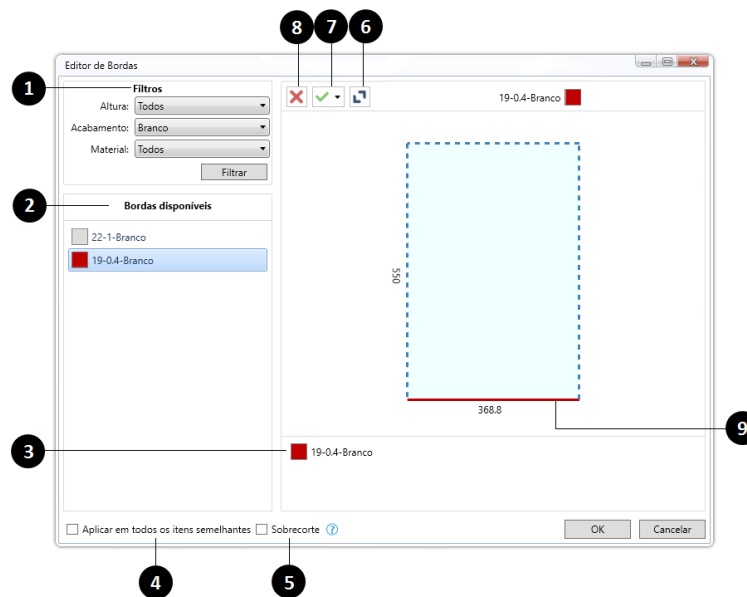 8 7 6
Editor de Bordas
1
Filtros
Altura: Todos
Acabamento: Branco
Material: Todos
Filtrar
19-0.4-Branco
2
Bordas disponíveis
22-1-Branco
19-0.4-Branco
550
368.8
9
3
19-0.4-Branco
Aplicar em todos os itens semelhantes Sobrecorte ? OK Cancelar
4 5